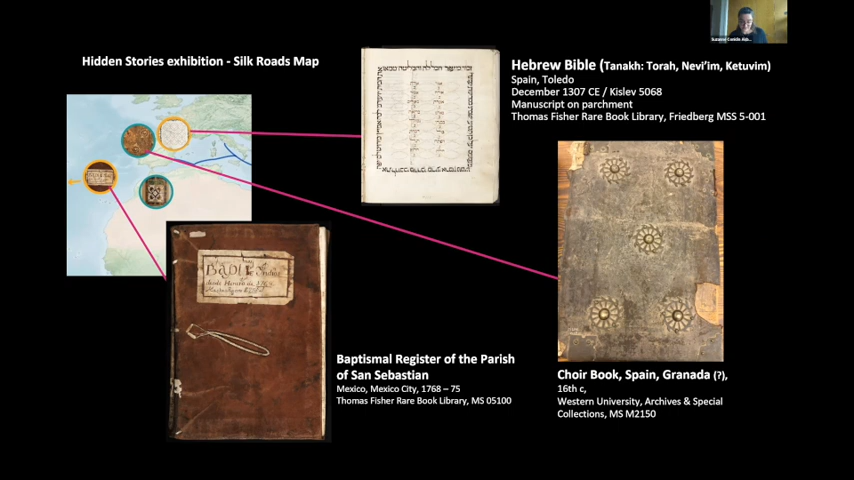 Hidden Stories exhibition - Silk Roads Map
Hebrew Bible (Tanakh: Torah, Nevi'im, Ketuvim)
Spain, Toledo
December 1307 CE / Kislev 5068
Manuscript on parchment
Thomas Fisher Rare Book Library, Friedberg MSS 5-001
Baptismal Register of the Parish
of San Sebastian
Mexico, Mexico City, 1768 – 75
Thomas Fisher Rare Book Library, MS 05100
Choir Book, Spain, Granada (?),
16th c,
Western University, Archives & Special
Collections, MS M2150